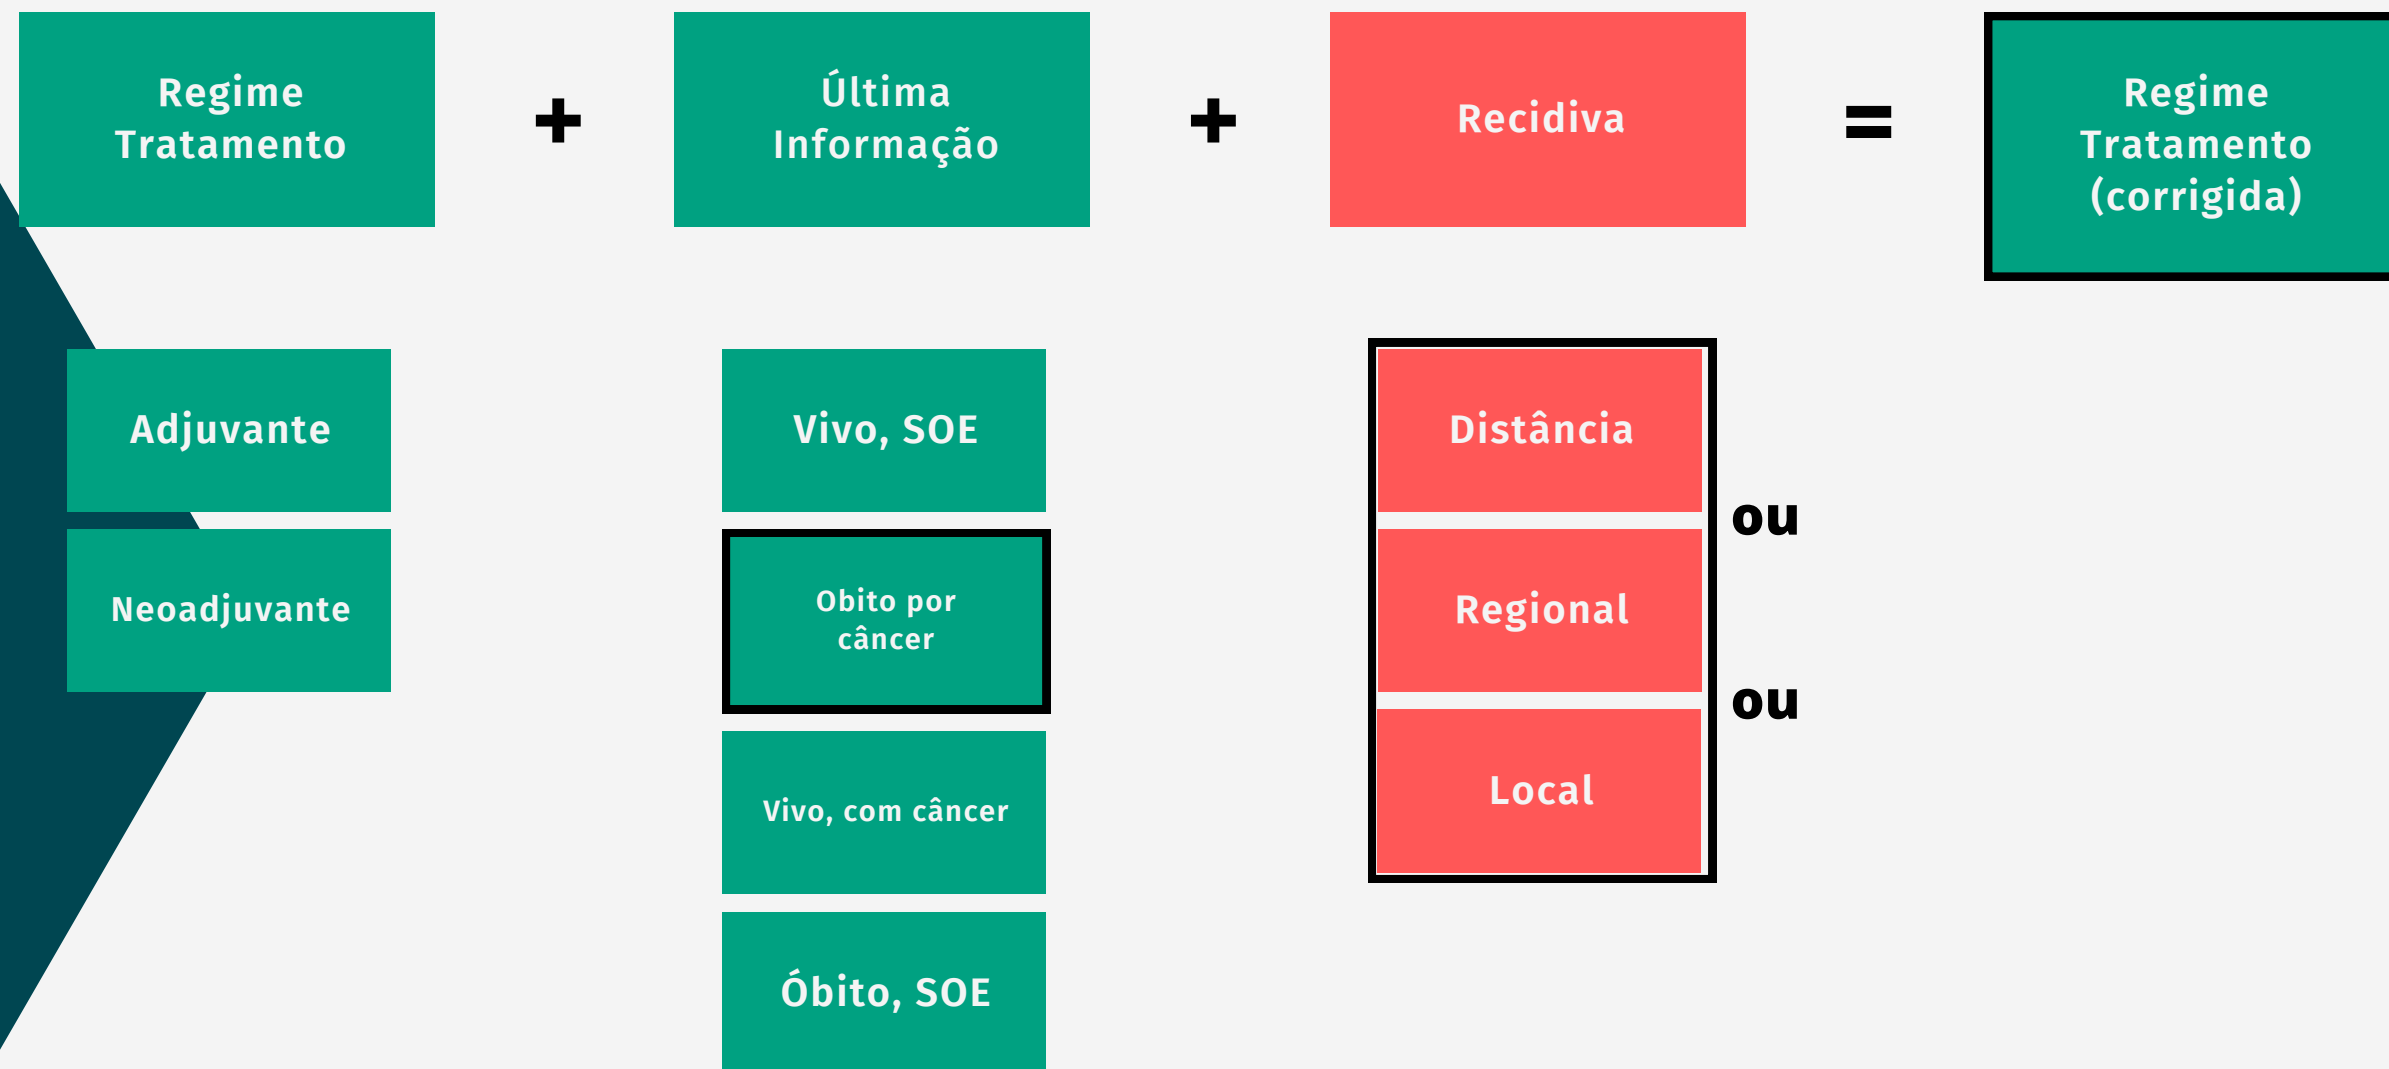 Regime
Tratamento
+
Última
Informação
+
Recidiva
=
Regime
Tratamento
(corrigida)
Adjuvante
Neoadjuvante
Vivo, SOE
Obito por
câncer
Vivo, com câncer
Óbito, SOE
Distância
ou
Regional
ou
Local